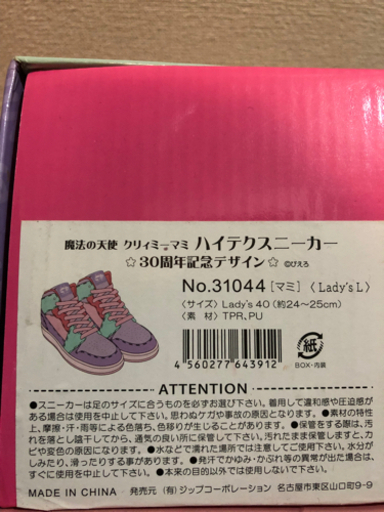 魔法の天使 クリィミーマミ ハイテクスニーカー
☆30周年記念デザイン☆ ©ぴえろ
No.31044 [マミ] 〈Lady's L〉
〈サイズ〉 Lady's 40 (約24〜25cm)
〈素 材〉 TPR,PU
紙
BOX・内装
4 560277 643912
ATTENTION
●スニーカーは足のサイズに合うものを必ずお選び下さい。着用して違和感や圧迫感が
ある場合は使用を中止して下さい。思わぬケガや事故の原因となります。●素材の特性
上、摩擦・汗・雨等による色落ち、色移りが生じることがあります。●保管をする際は、汚
れを落とし陰干ししてから、通気の良い所に保管して下さい。汚れたまま保管しますと、カ
ビや変色の原因になります。●水などで濡れた場所では注意してご使用下さい。水分が
しみたり、滑ったりする事があります。●発汗でかゆみ・かぶれ等の異常が出た場合は、
すぐに使用を中止して下さい。●本来の目的以外では使用しないで下さい。
MADE IN CHINA 発売元 (有)ジップコーポレーション 名古屋市東区山口町9-9